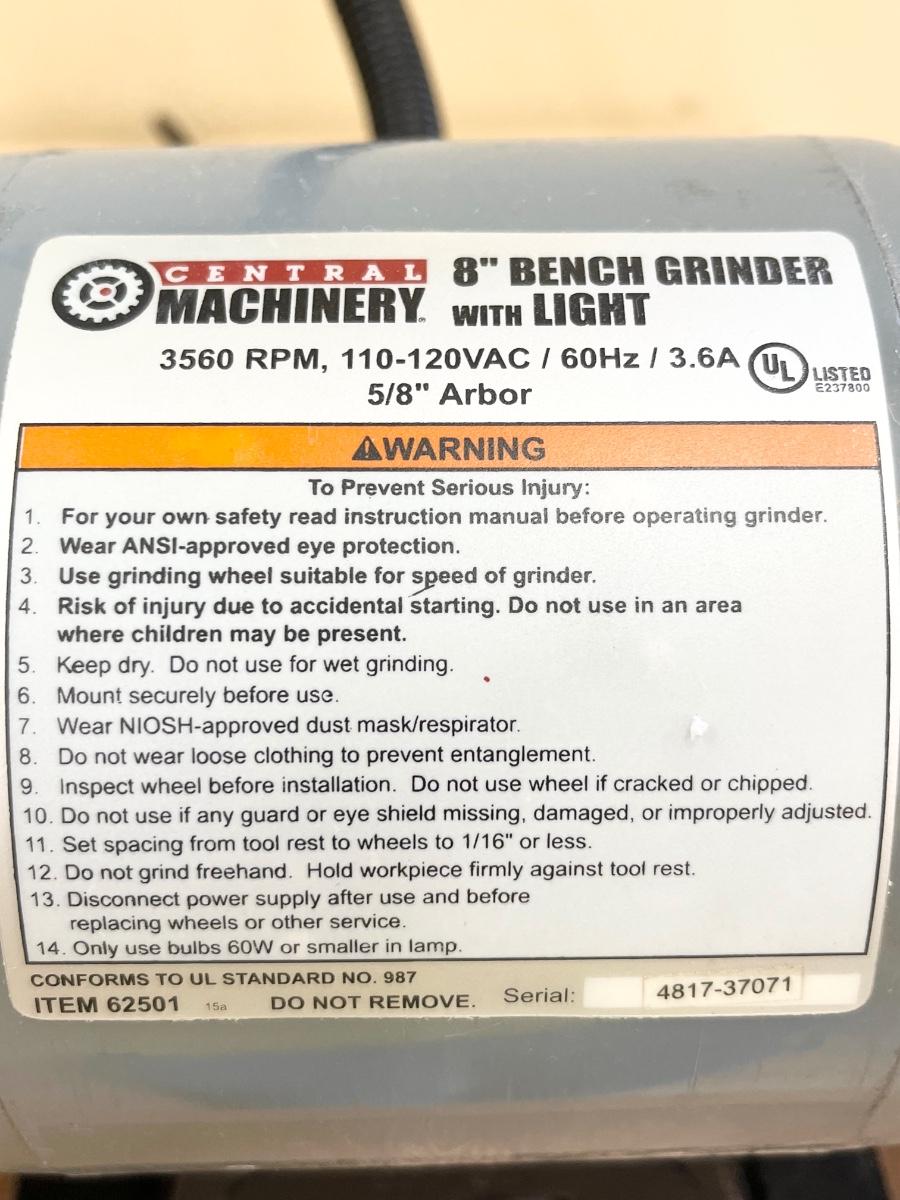 CENTRAL
MACHINERY
8" BENCH GRINDER
WITH LIGHT
3560 RPM, 110-120VAC / 60Hz / 3.6A
5/8" Arbor
UL LISTED
E237800
WARNING
To Prevent Serious Injury:
1. For your own safety read instruction manual before operating grinder.
2. Wear ANSI-approved eye protection.
3. Use grinding wheel suitable for speed of grinder.
4. Risk of injury due to accidental starting. Do not use in an area
where children may be present.
5. Keep dry. Do not use for wet grinding.
6. Mount securely before use.
7. Wear NIOSH-approved dust mask/respirator.
8. Do not wear loose clothing to prevent entanglement.
9. Inspect wheel before installation. Do not use wheel if cracked or chipped.
10. Do not use if any guard or eye shield missing, damaged, or improperly adjusted.
11. Set spacing from tool rest to wheels to 1/16" or less.
12. Do not grind freehand. Hold workpiece firmly against tool rest.
13. Disconnect power supply after use and before
replacing wheels or other service.
14. Only use bulbs 60W or smaller in lamp.
CONFORMS TO UL STANDARD NO. 987
ITEM 62501 15a DO NOT REMOVE. Serial: 4817-37071